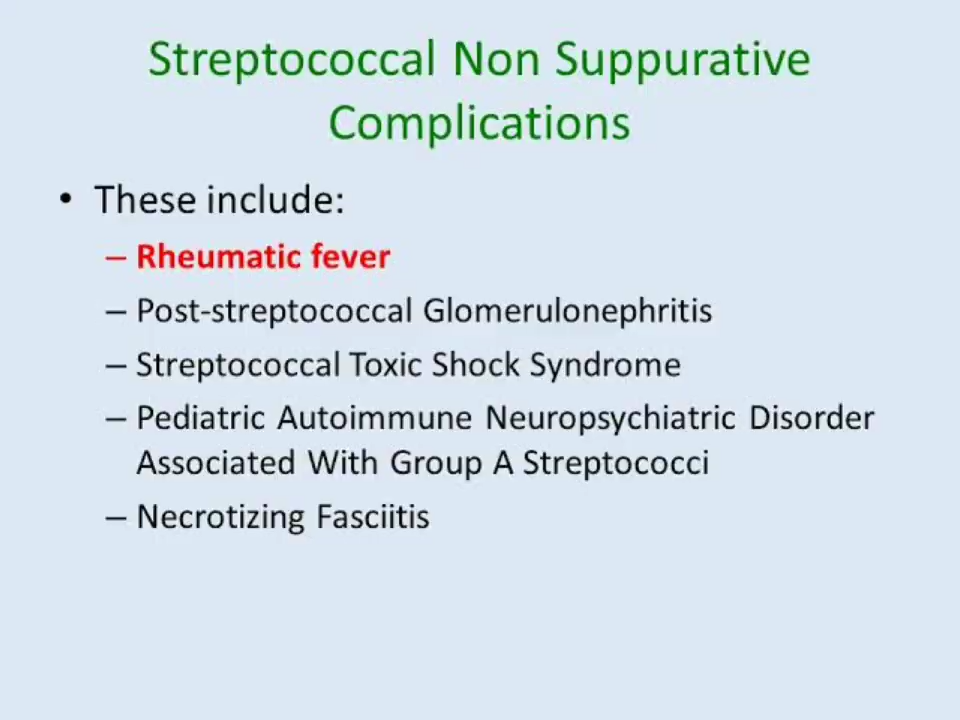 Streptococcal Non Suppurative
Complications
• These include:
– Rheumatic fever
– Post-streptococcal Glomerulonephritis
– Streptococcal Toxic Shock Syndrome
– Pediatric Autoimmune Neuropsychiatric Disorder
Associated With Group A Streptococci
– Necrotizing Fasciitis